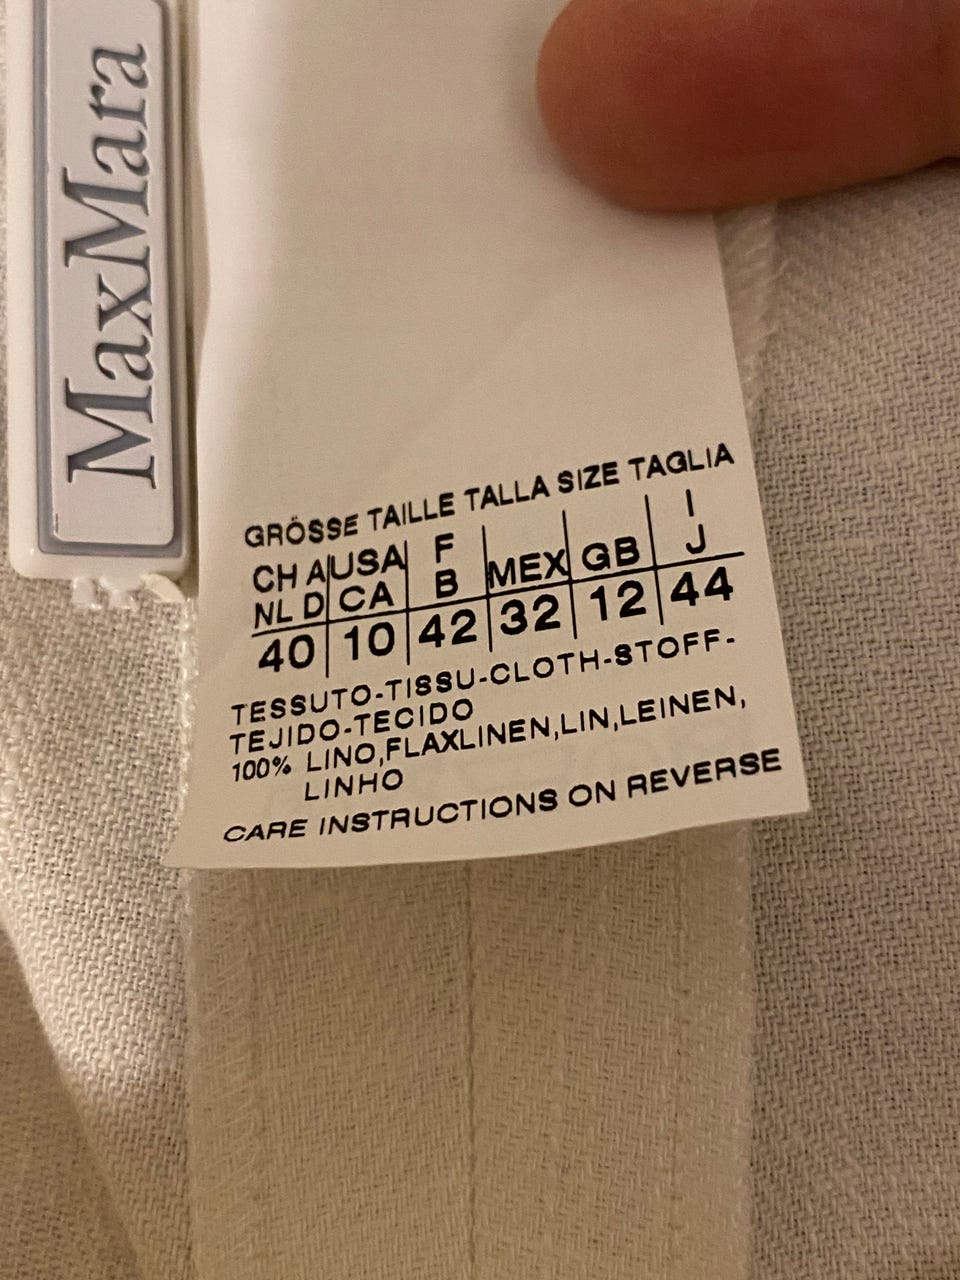 MaxMara
GRÖSSE TAILLE TALLA SIZE TAGLIA
CH A USA F MEX GB I
NL D CA B J
40 10 42 32 12 44
TESSUTO-TISSU-CLOTH-STOFF-
TEJIDO-TECIDO
100% LINO,FLAXLINEN,LIN,LEINEN,
LINHO
CARE INSTRUCTIONS ON REVERSE